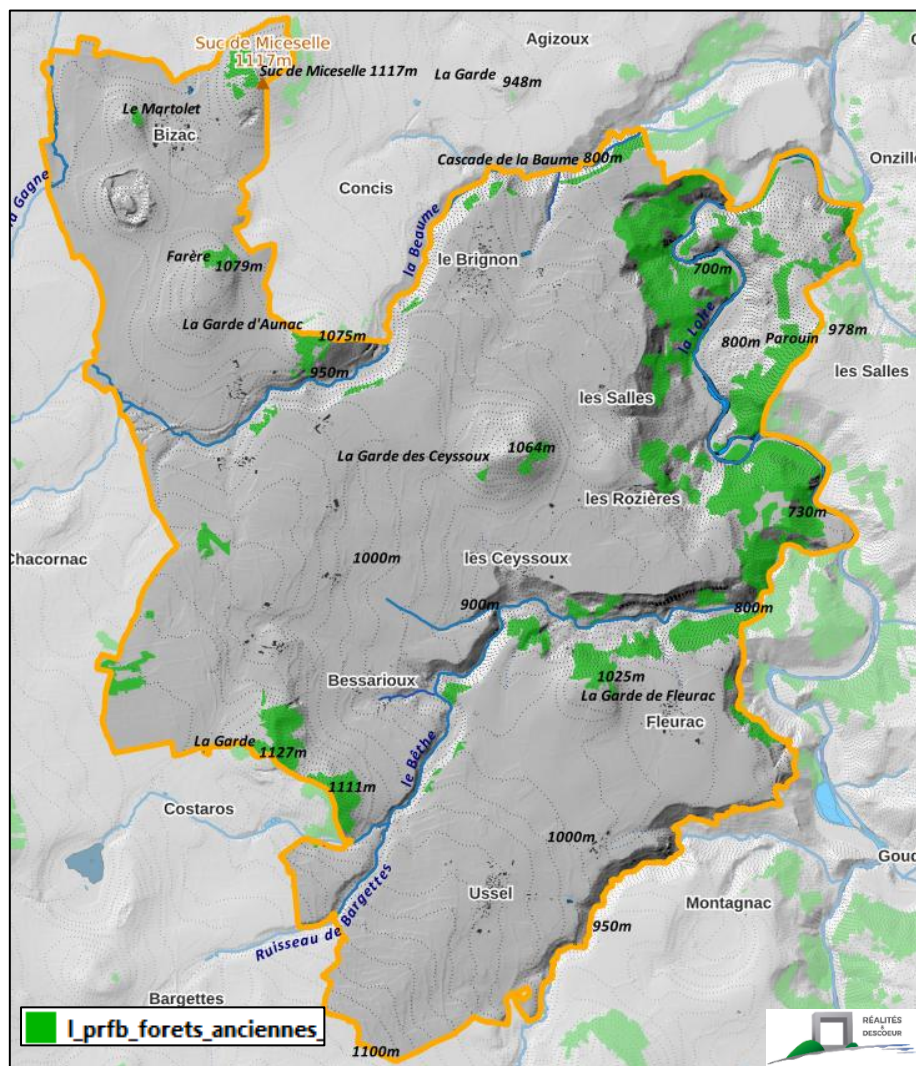 Agizoux
Suc de Miceselle
1117m
Suc de Miceselle 1117m
La Garde
948m
Le Martolet
Bizac
Cascade de la Baume 800m
Onzille
Concis
la Gagne
la Beaume
le Brignon
Farère
1079m
700m
La Garde d'Aunac
1075m
950m
la Loire
800m
Parouin
978m
les Salles
les Salles
1064m
La Garde des Ceyssoux
les Rozières
730m
Chacornac
1000m
les Ceyssoux
900m
800m
Bessarioux
1025m
La Garde de Fleurac
Fleurac
La Garde
1127m
le Bêthe
1111m
Costaros
1000m
Goud
Ussel
Montagnac
Ruisseau de Bargettes
950m
Bargettes
l_prfb_forets_anciennes_
1100m
RÉALITÉS
&
DESCOEUR